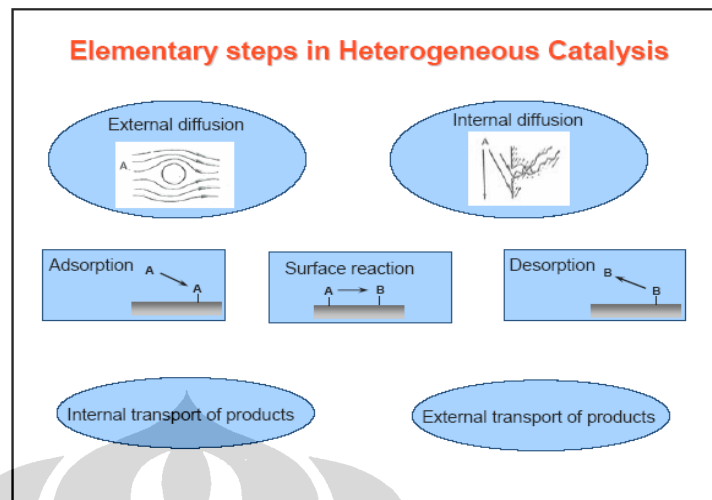 Elementary steps in Heterogeneous Catalysis
External diffusion
A
Internal diffusion
A
Adsorption
A
A
Surface reaction
A B
Desorption
B
B
Internal transport of products
External transport of products